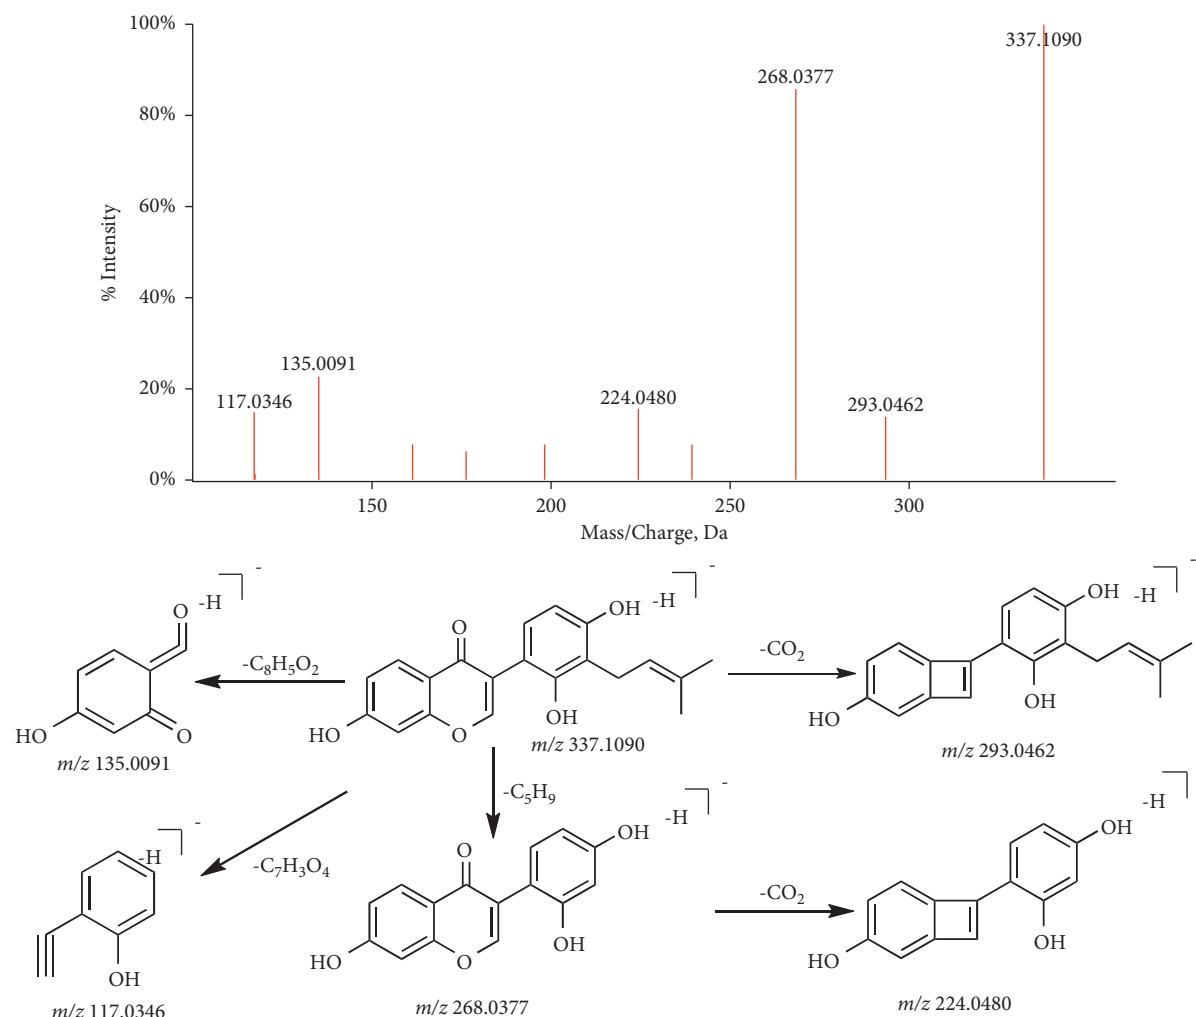 100%
337.1090
268.0377
80%
60%
% Intensity
40%
135.0091
20%
117.0346
224.0480
293.0462
0%
150
200
250
300
Mass/Charge, Da
O
-H
-
HO
O
m/z 135.0091
-C8H5O2
O
OH
-H
-
HO
O
OH
m/z 337.1090
-CO2
OH
-H
-
HO
OH
m/z 293.0462
-C7H3O4
-C5H9
-H
-
OH
m/z 117.0346
O
OH
-H
-
HO
O
OH
m/z 268.0377
-CO2
OH
-H
-
HO
OH
m/z 224.0480